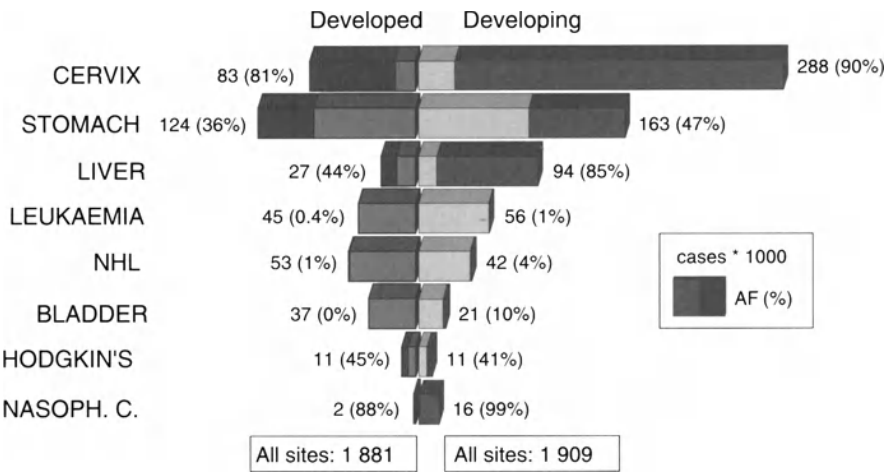 Developed Developing
CERVIX 83 (81%) 288 (90%)
STOMACH 124 (36%) 163 (47%)
LIVER 27 (44%) 94 (85%)
LEUKAEMIA 45 (0.4%) 56 (1%)
NHL 53 (1%) 42 (4%)
BLADDER 37 (0%) 21 (10%)
HODGKIN'S 11 (45%) 11 (41%)
NASOPH. C. 2 (88%) 16 (99%)
cases * 1000
AF (%)
All sites: 1 881 All sites: 1 909